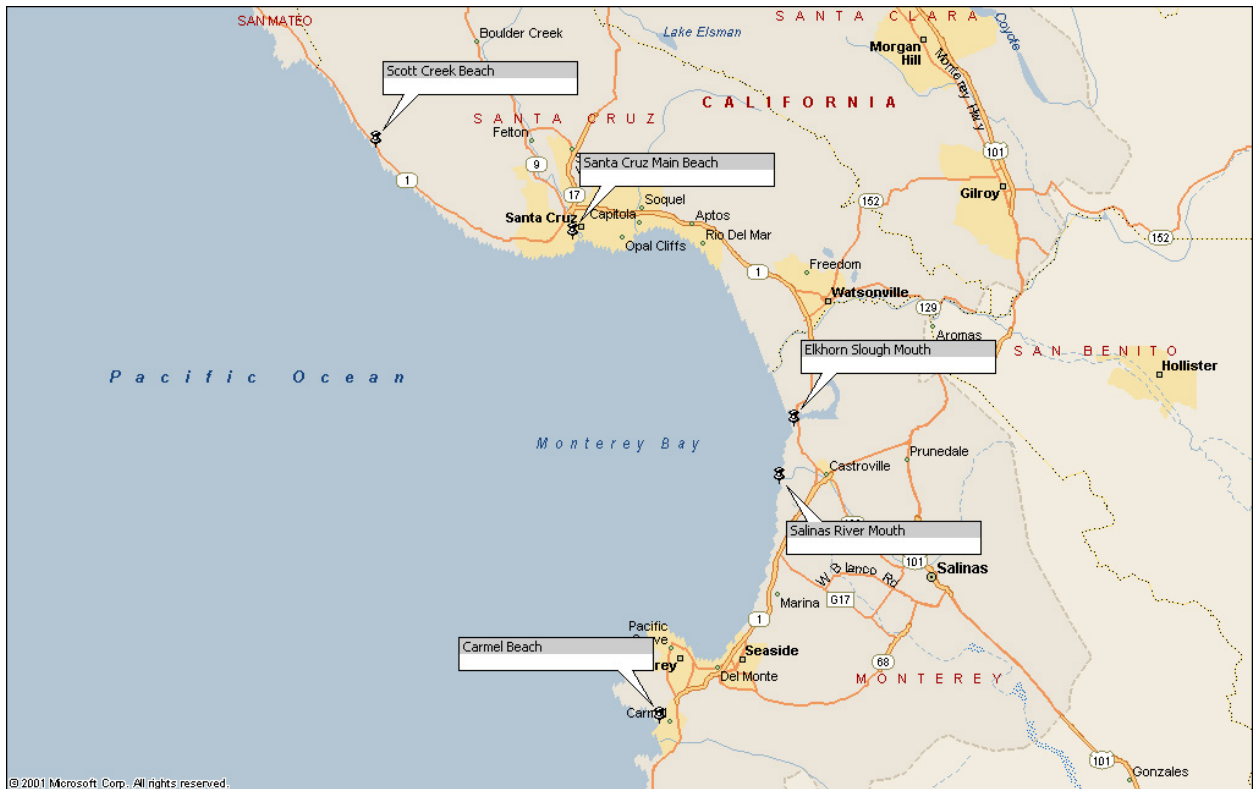 SAN MATEO
Boulder Creek
Lake Elsman
SANTA CLARA
Coyote
Morgan
Hill
Monterey Hwy
Scott Creek Beach
CALIFORNIA
SANTA CRUZ
Felton
101
9
Santa Cruz Main Beach
1
17
Gilroy
Soquel
152
Santa Cruz
Capitola
Aptos
Rio Del Mar
152
Opal Cliffs
1
Freedom
Watsonville
129
Aromas
Elkhorn Slough Mouth
SAN BENITO
Hollister
Pacific Ocean
Monterey Bay
Prunedale
Castroville
Salinas River Mouth
101
Salinas
W Blanco Rd
Marina
G17
1
Pacific
Carmel Beach
Seaside
68
Del Monte
MONTEREY
Carmel
101
Gonzales
© 2001 Microsoft Corp. All rights reserved.